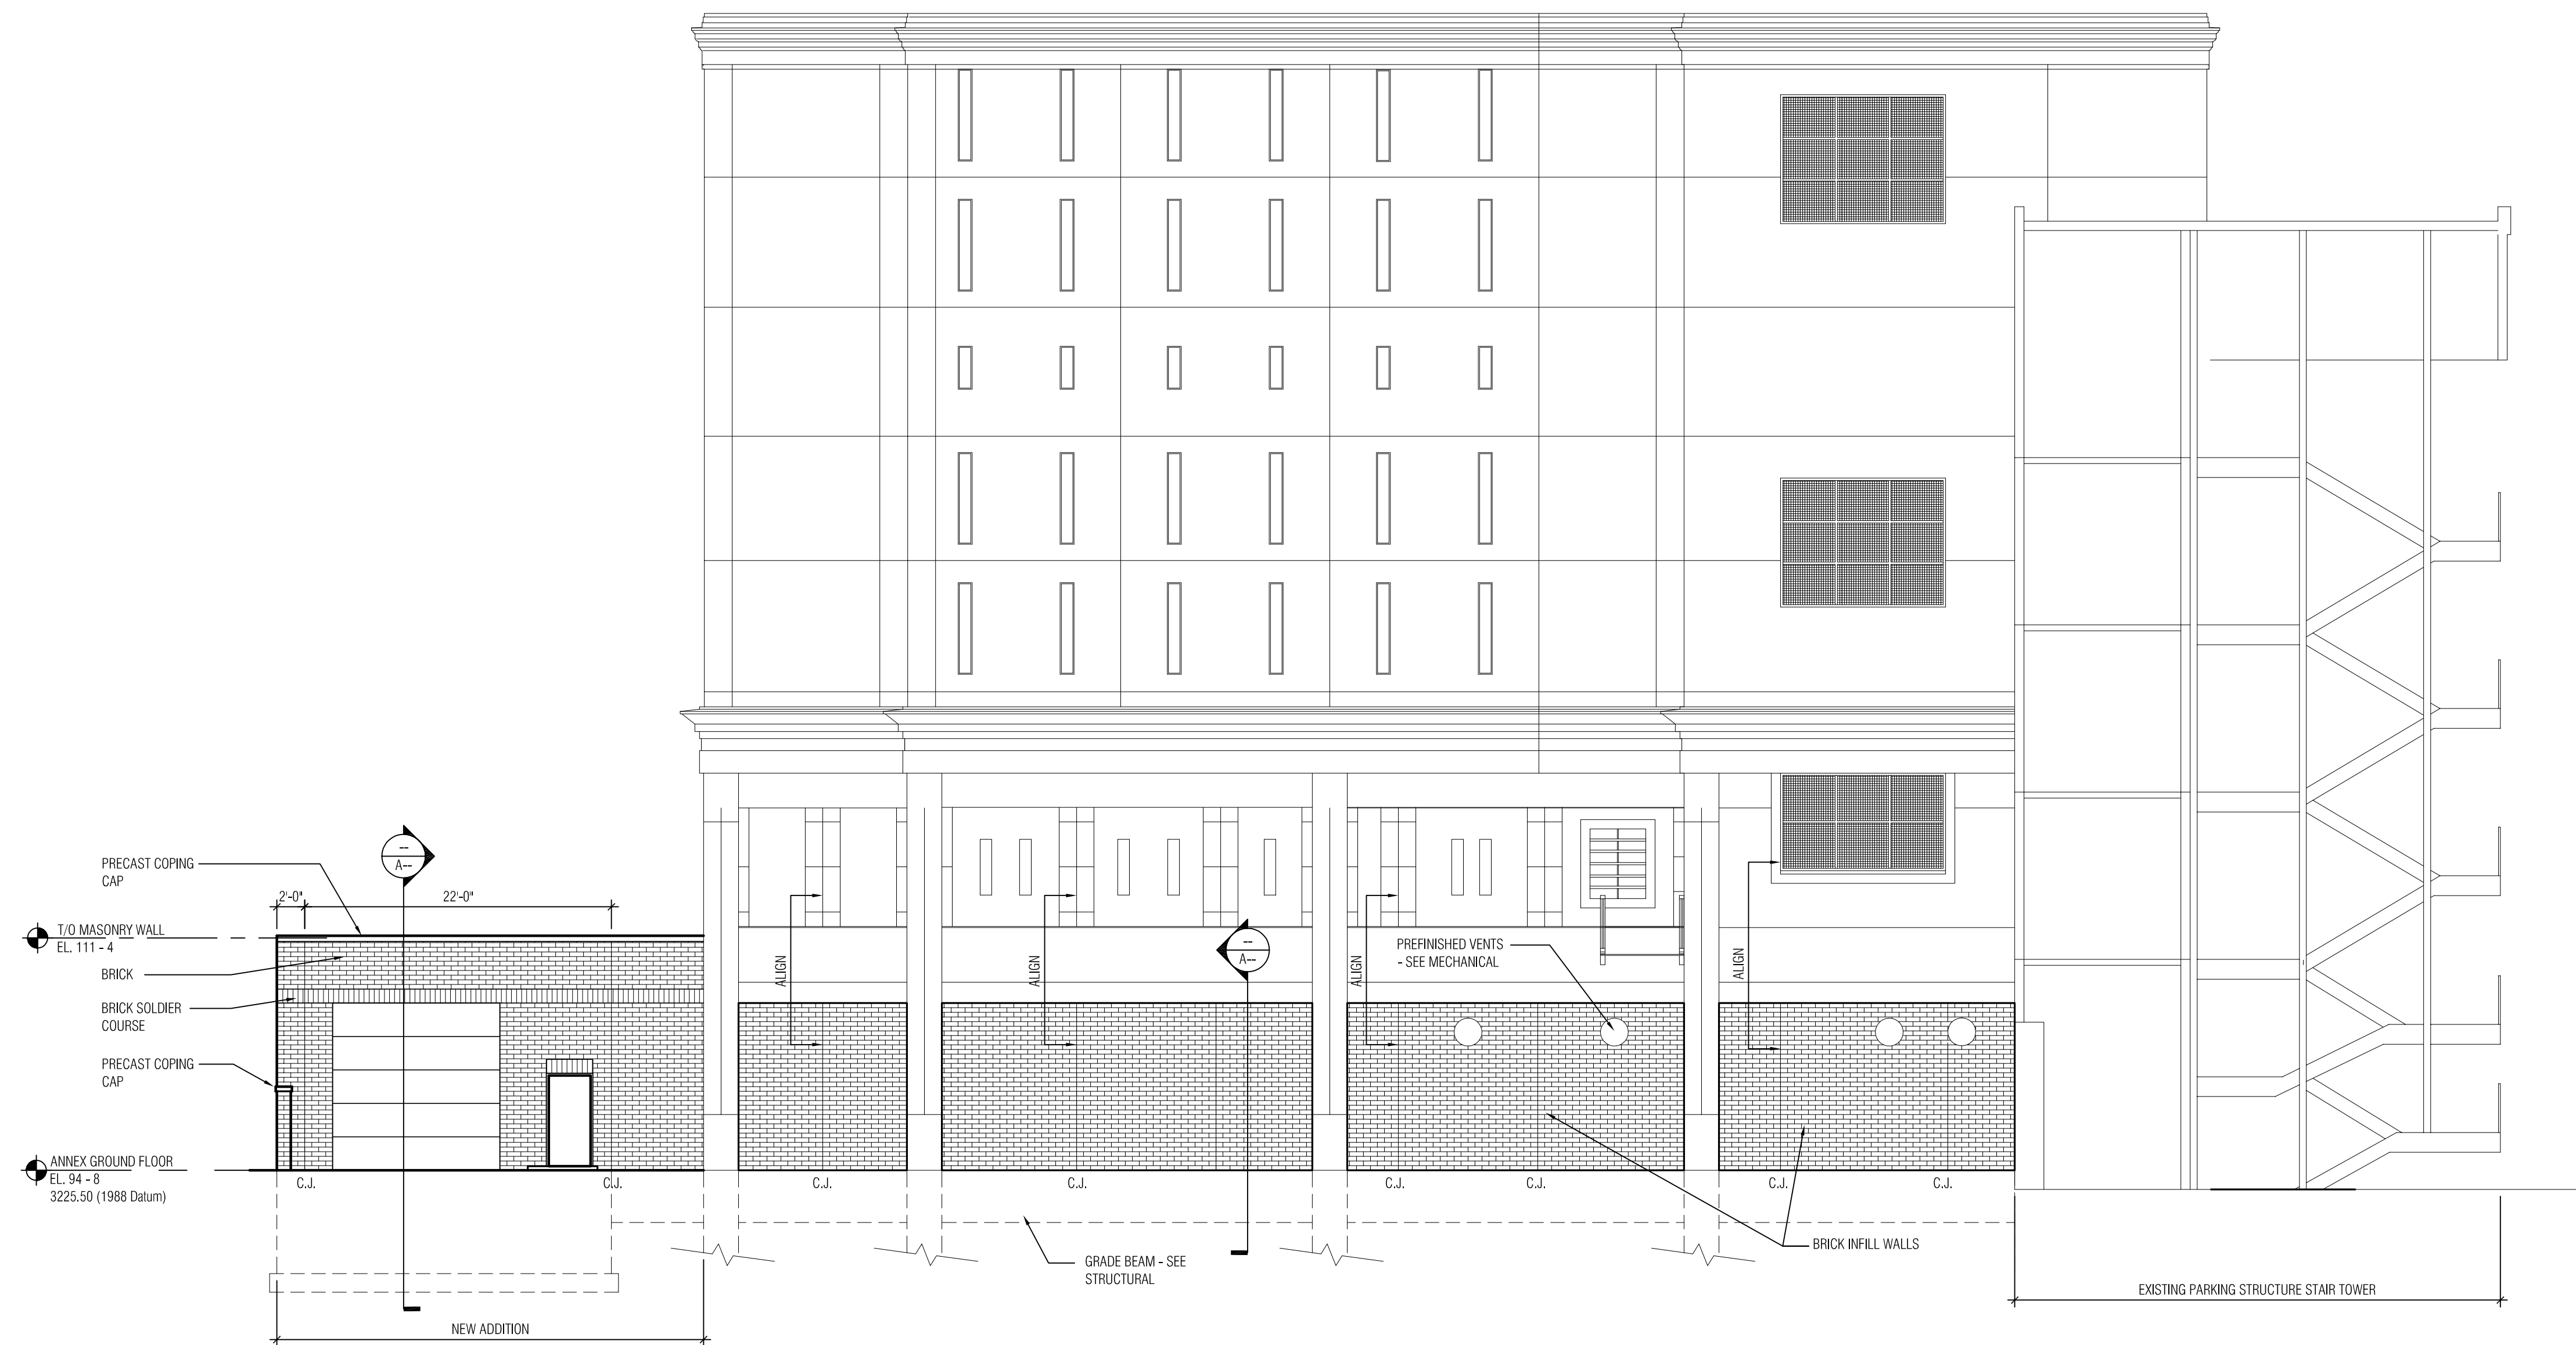 PRECAST COPING
CAP
2'-0"
22'-0"
--
A--
T/O MASONRY WALL
EL. 111 - 4
BRICK
BRICK SOLDIER
COURSE
PRECAST COPING
CAP
ANNEX GROUND FLOOR
EL. 94 - 8
3225.50 (1988 Datum)
ALIGN
ALIGN
--
A--
ALIGN
PREFINISHED VENTS
- SEE MECHANICAL
ALIGN
C.J.
C.J.
C.J.
C.J.
C.J.
C.J.
C.J.
C.J.
GRADE BEAM - SEE
STRUCTURAL
BRICK INFILL WALLS
EXISTING PARKING STRUCTURE STAIR TOWER
NEW ADDITION